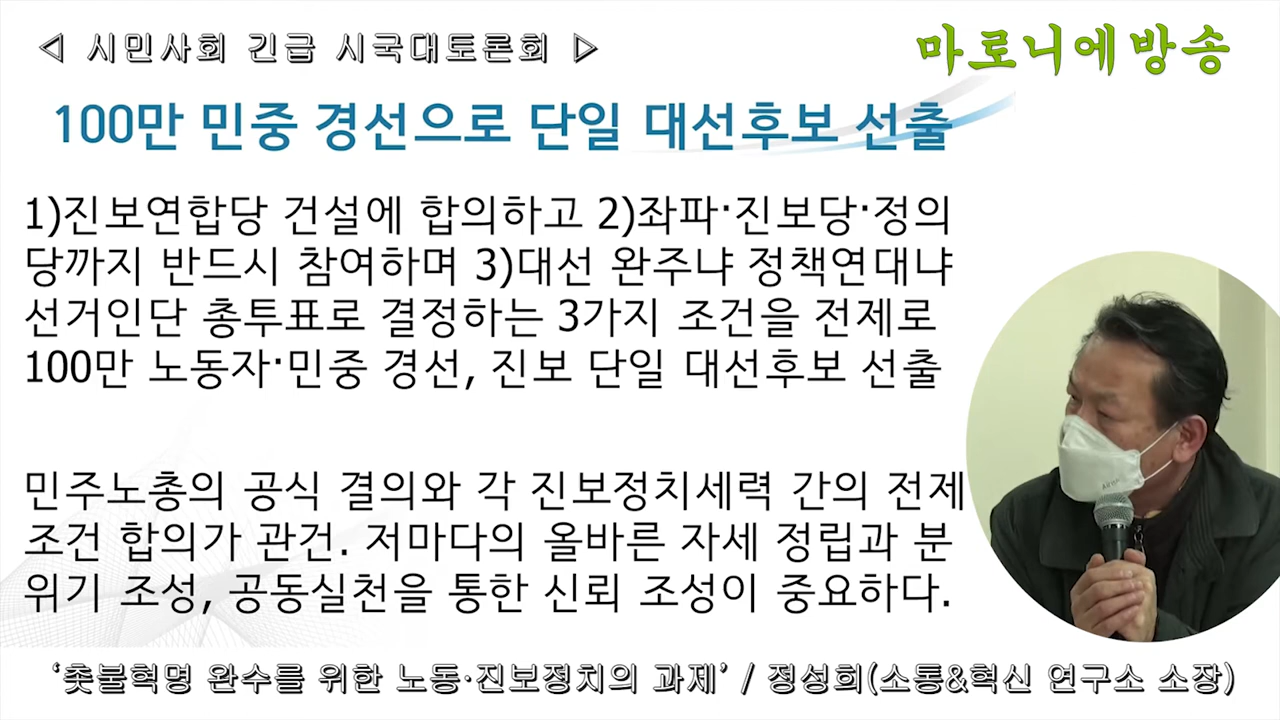 ◁ 시민사회 긴급 시국대토론회 ▷
마로니에방송
100만 민중 경선으로 단일 대선후보 선출
1)진보연합당 건설에 합의하고 2)좌파·진보당·정의
당까지 반드시 참여하며 3)대선 완주냐 정책연대냐
선거인단 총투표로 결정하는 3가지 조건을 전제로
100만 노동자·민중 경선, 진보 단일 대선후보 선출
민주노총의 공식 결의와 각 진보정치세력 간의 전제
조건 합의가 관건. 저마다의 올바른 자세 정립과 분
위기 조성, 공동실천을 통한 신뢰 조성이 중요하다.
‘촛불혁명 완수를 위한 노동·진보정치의 과제’ / 정성희(소통&혁신 연구소 소장)